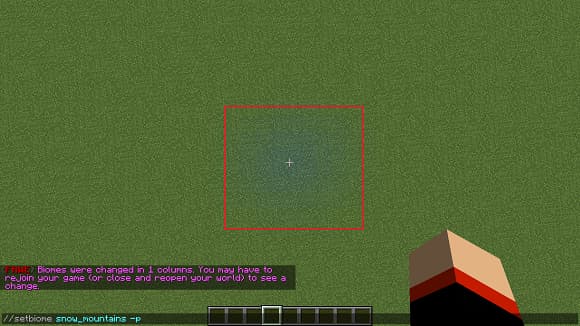 Biomes were changed in 1 columns. You may have to
rejoin your game (or close and reopen your world) to see a
change.
//setbiome snow_mountains -p